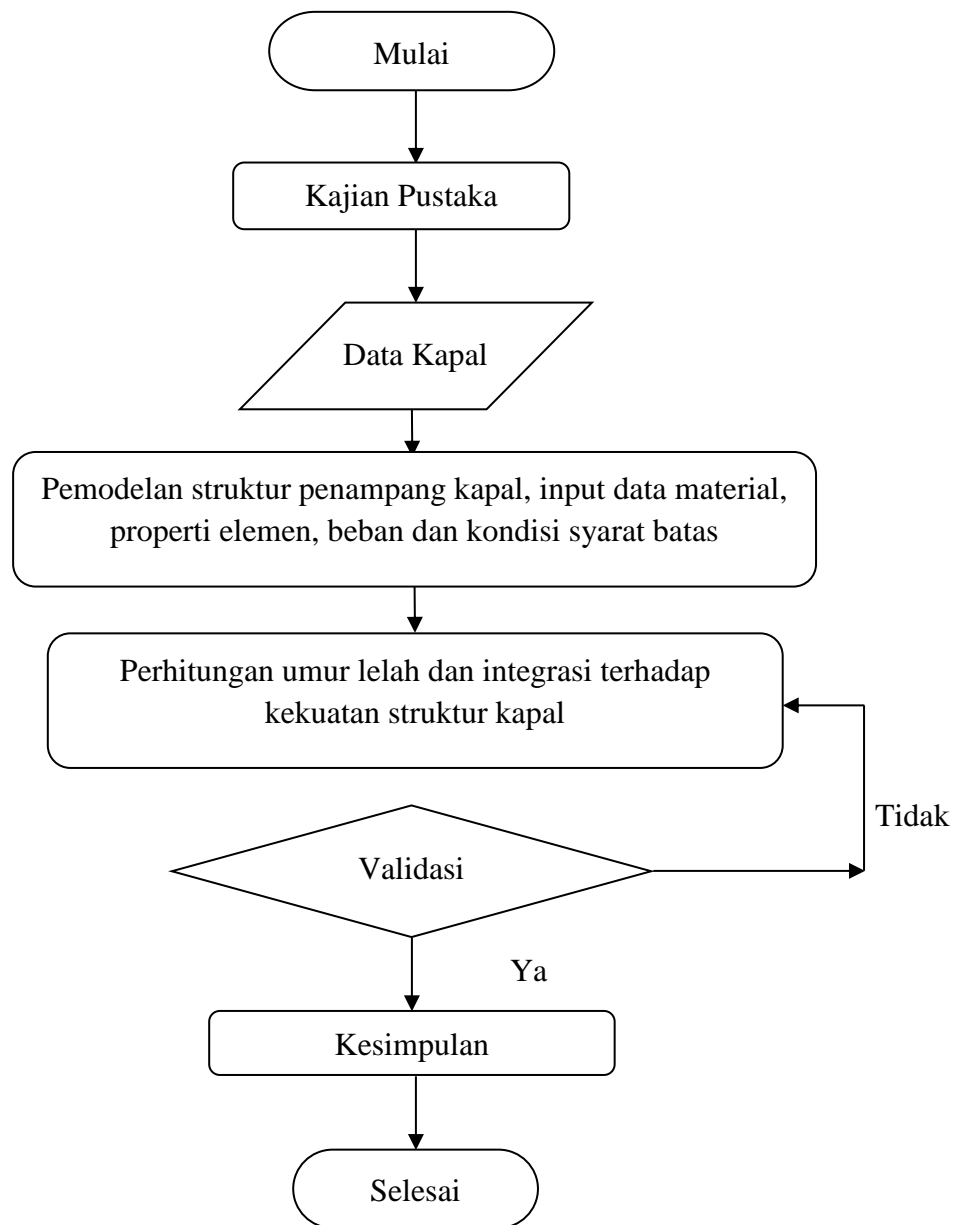 Mulai
Kajian Pustaka
Data Kapal
Pemodelan struktur penampang kapal, input data material,
properti elemen, beban dan kondisi syarat batas
Perhitungan umur lelah dan integrasi terhadap
kekuatan struktur kapal
Tidak
Validasi
Ya
Kesimpulan
Selesai